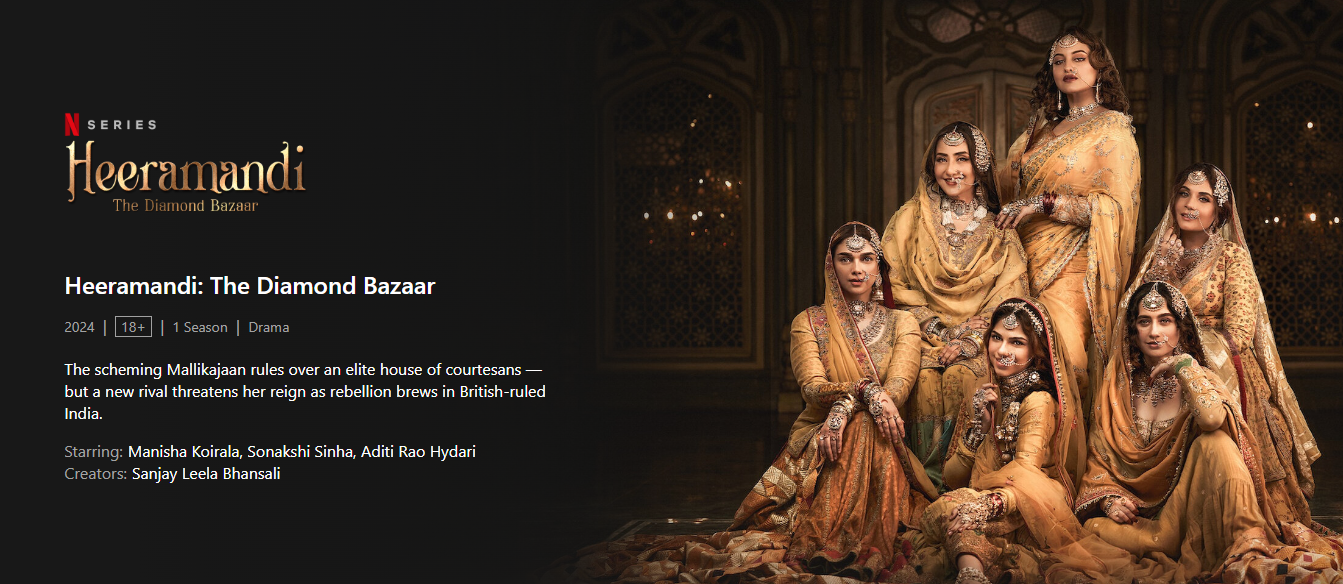 N SERIES
Heeramandi
The Diamond Bazaar
Heeramandi: The Diamond Bazaar
2024 | 18+ | 1 Season | Drama
The scheming Mallikajaan rules over an elite house of courtesans —
but a new rival threatens her reign as rebellion brews in British-ruled
India.
Starring: Manisha Koirala, Sonakshi Sinha, Aditi Rao Hydari
Creators: Sanjay Leela Bhansali